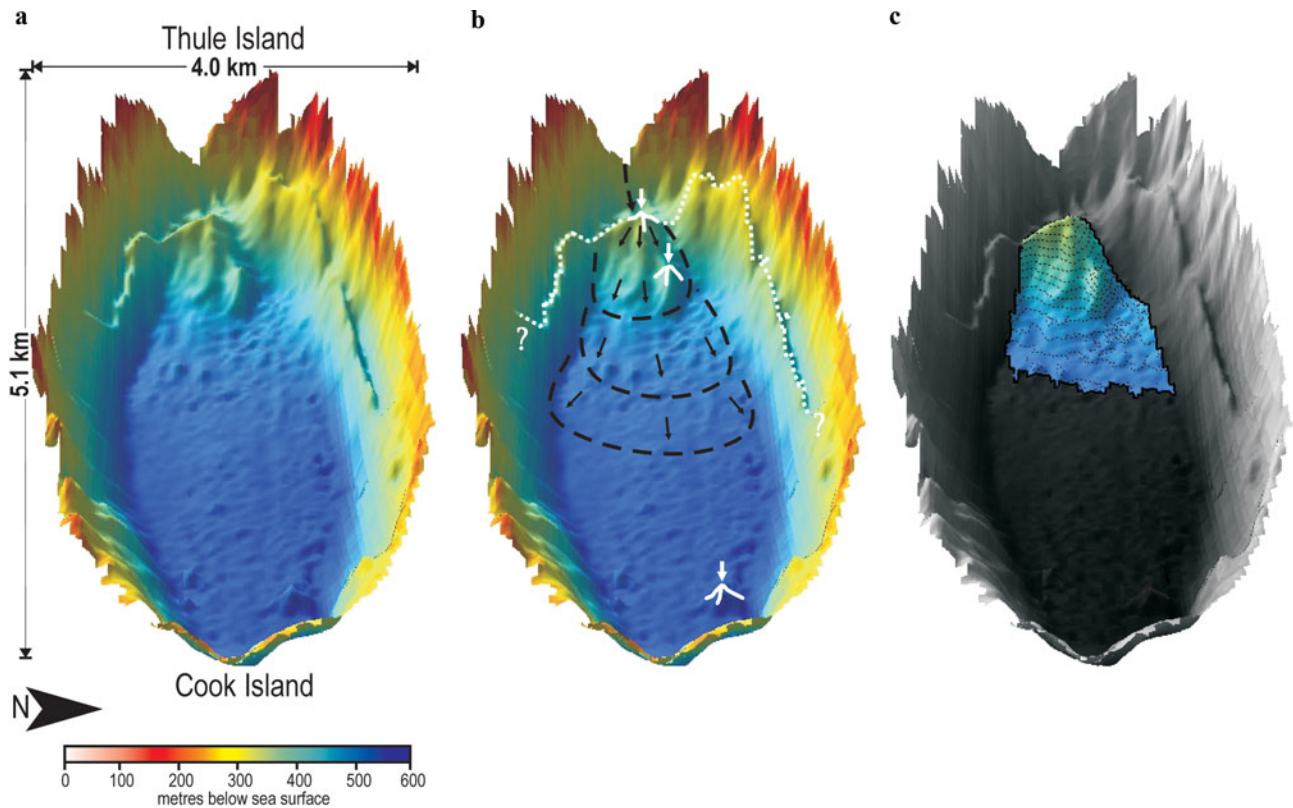 a
b
c
Thule Island
4.0 km
5.1 km
?
?
Cook Island
N
0 100 200 300 400 500 600
metres below sea surface